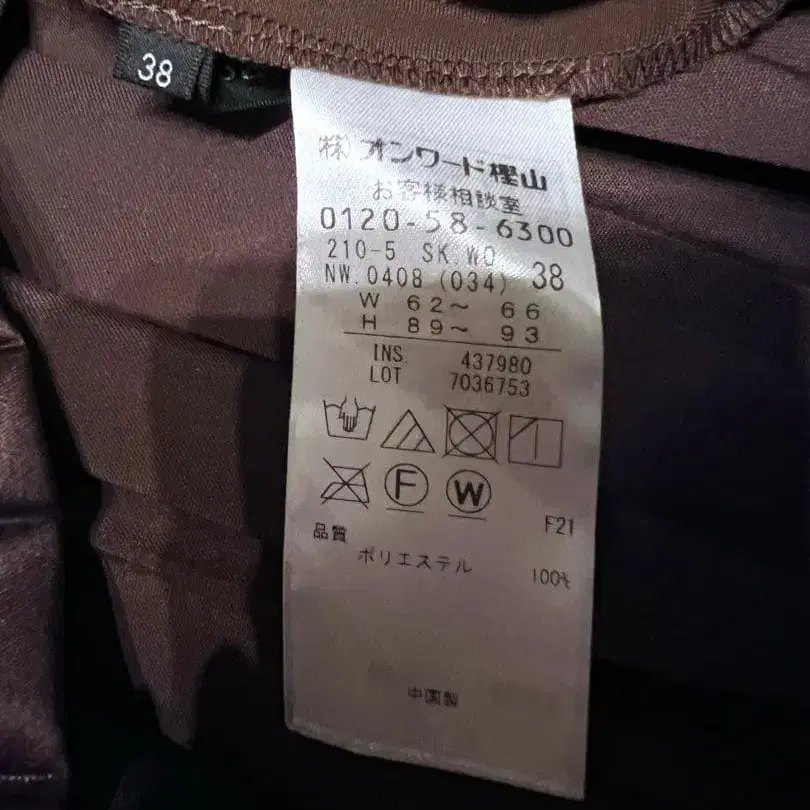 38
㈱オンワード樫山
お客様相談室
0120-58-6300
210-5 SK.WO
NW.0408 (034) 38
W 62～ 66
H 89～ 93
INS. 437980
LOT 7036753
F W
F21
品質
ポリエステル 100%
中国製